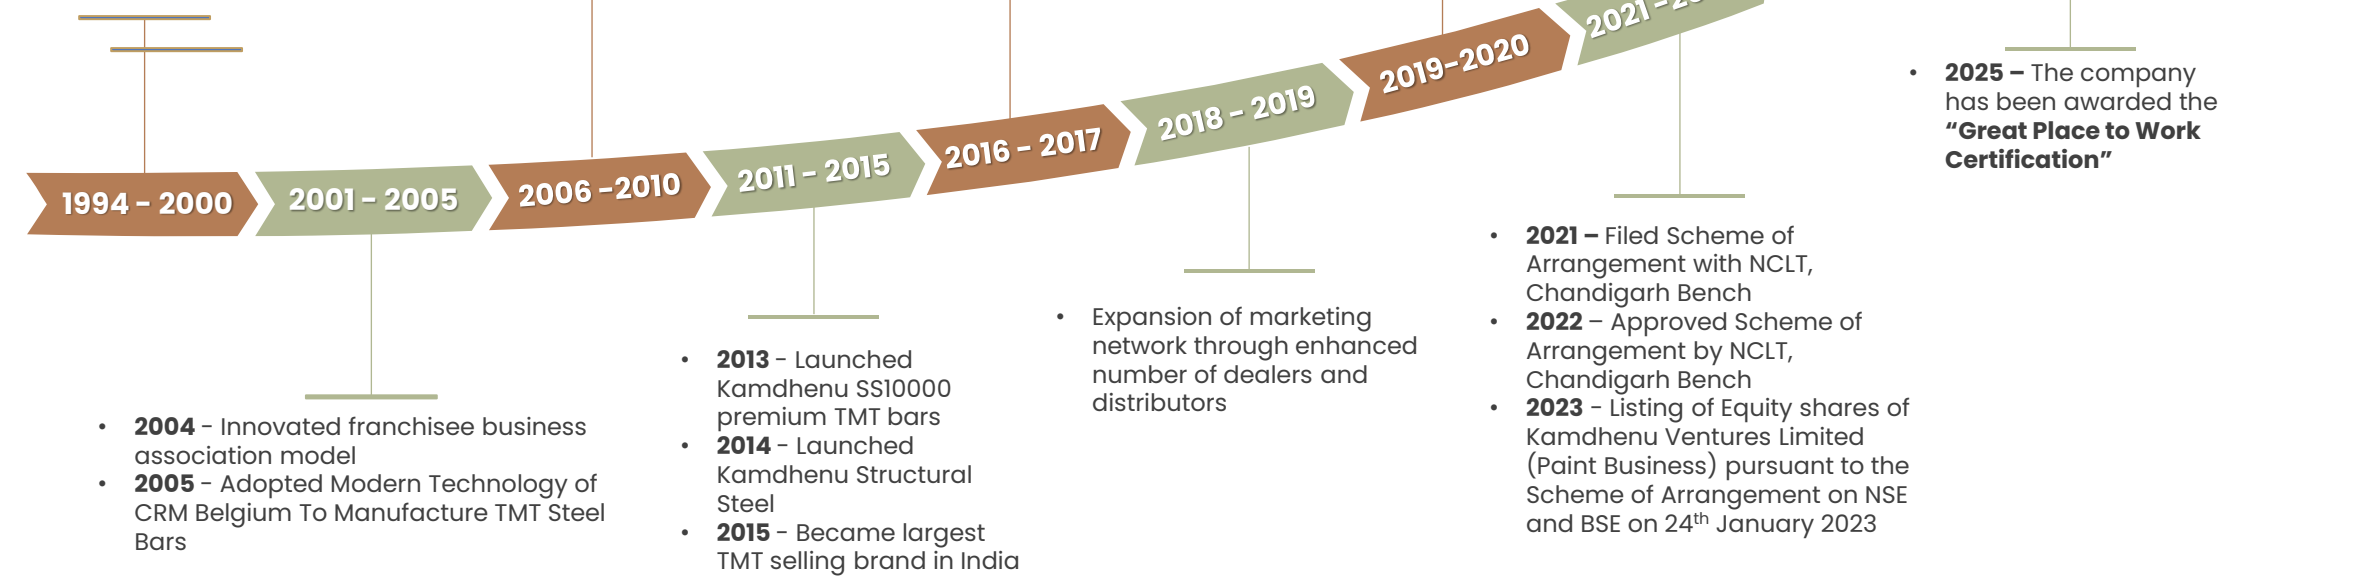 1994 - 2000
2001 - 2005
2006 -2010
2011 - 2015
2016 - 2017
2018 - 2019
2019-2020
• 2004 - Innovated franchisee business
association model
• 2005 - Adopted Modern Technology of
CRM Belgium To Manufacture TMT Steel
Bars
• 2013 - Launched
Kamdhenu SS10000
premium TMT bars
• 2014 - Launched
Kamdhenu Structural
Steel
• 2015 - Became largest
TMT selling brand in India
• Expansion of marketing
network through enhanced
number of dealers and
distributors
• 2021 – Filed Scheme of
Arrangement with NCLT,
Chandigarh Bench
• 2022 – Approved Scheme of
Arrangement by NCLT,
Chandigarh Bench
• 2023 - Listing of Equity shares of
Kamdhenu Ventures Limited
(Paint Business) pursuant to the
Scheme of Arrangement on NSE
and BSE on 24th January 2023
• 2025 – The company
has been awarded the
“Great Place to Work
Certification”